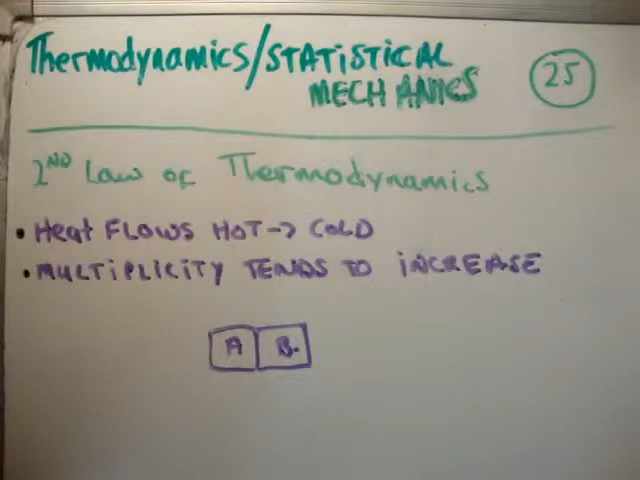 Thermodynamics/STATISTICAL
MECHANICS
25
2ND Law of Thermodynamics
• Heat FLOWS HOT -> COLD
• MULTIPLICITY TENDS TO INCREASE
A B.